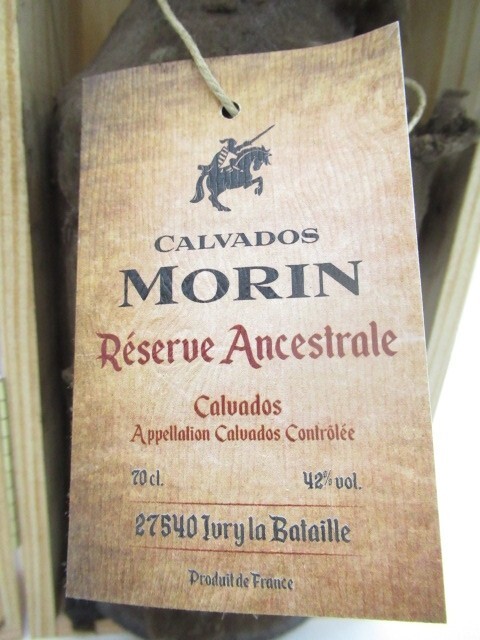 CALVADOS
MORIN
Réserve Ancestrale
Calvados
Appellation Calvados Contrôlée
70 cl. 42% vol.
27540 Ivry la Bataille
Produit de France